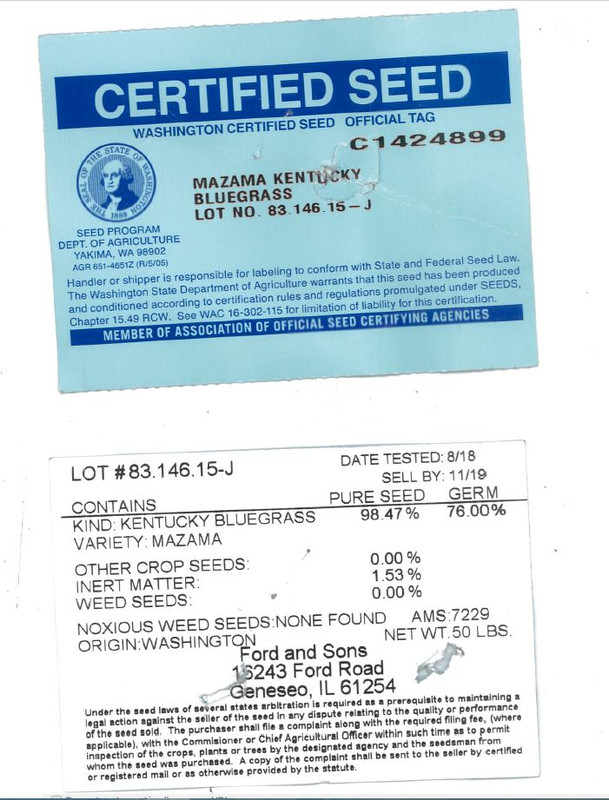 CERTIFIED SEED
WASHINGTON CERTIFIED SEED OFFICIAL TAG
C1424899
THE SEAL OF THE STATE OF WASHINGTON
1889
MAZAMA KENTUCKY
BLUEGRASS
LOT NO. 83.146.15-J
SEED PROGRAM
DEPT. OF AGRICULTURE
YAKIMA, WA 98902
AGR 651-4651Z (R/5/05)
Handler or shipper is responsible for labeling to conform with State and Federal Seed Law.
The Washington State Department of Agriculture warrants that this seed has been produced
and conditioned according to certification rules and regulations promulgated under SEEDS,
Chapter 15.49 RCW. See WAC 16-302-115 for limitation of liability for this certification.
MEMBER OF ASSOCIATION OF OFFICIAL SEED CERTIFYING AGENCIES
LOT #83.146.15-J
DATE TESTED: 8/18
SELL BY: 11/19
CONTAINS PURE SEED GERM
KIND: KENTUCKY BLUEGRASS 98.47% 76.00%
VARIETY: MAZAMA
OTHER CROP SEEDS: 0.00%
INERT MATTER: 1.53%
WEED SEEDS: 0.00%
NOXIOUS WEED SEEDS:NONE FOUND AMS:7229
ORIGIN:WASHINGTON NET WT.50 LBS.
Ford and Sons
16243 Ford Road
Geneseo, IL 61254
Under the seed laws of several states arbitration is required as a prerequisite to maintaining a
legal action against the seller of the seed in any dispute relating to the quality or performance
of the seed sold. The purchaser shall file a complaint along with the required filing fee, (where
applicable), with the Commisioner or Chief Agricultural Officer within such time as to permit
inspection of the crops, plants or trees by the designated agency and the seedsman from
whom the seed was purchased. A copy of the complaint shall be sent to the seller by certified
or registered mail or as otherwise provided by the statute.